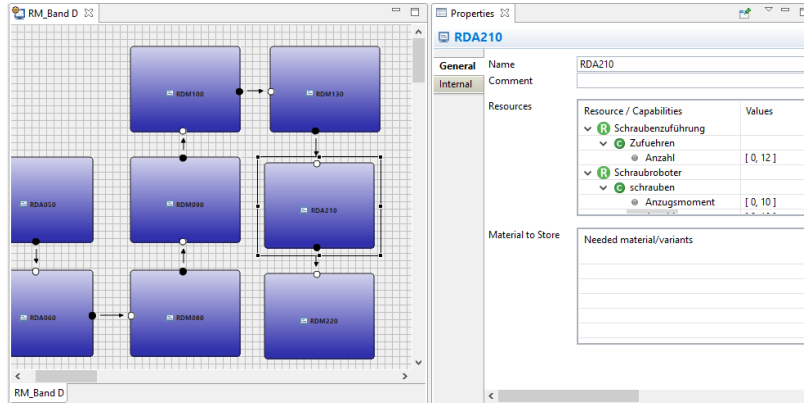 RM_Band D
RDM100
RDM130
RDA050
RDM090
RDA210
RDA060
RDM080
RDM220
RM_Band D
Properties
RDA210
General
Internal
Name
RDA210
Comment
Resources
Resource / Capabilities
Values
Schraubenzuführung
Zufuehren
Anzahl
[ 0, 12 ]
Schraubroboter
schrauben
Anzugsmoment
[ 0, 10 ]
Material to Store
Needed material/variants